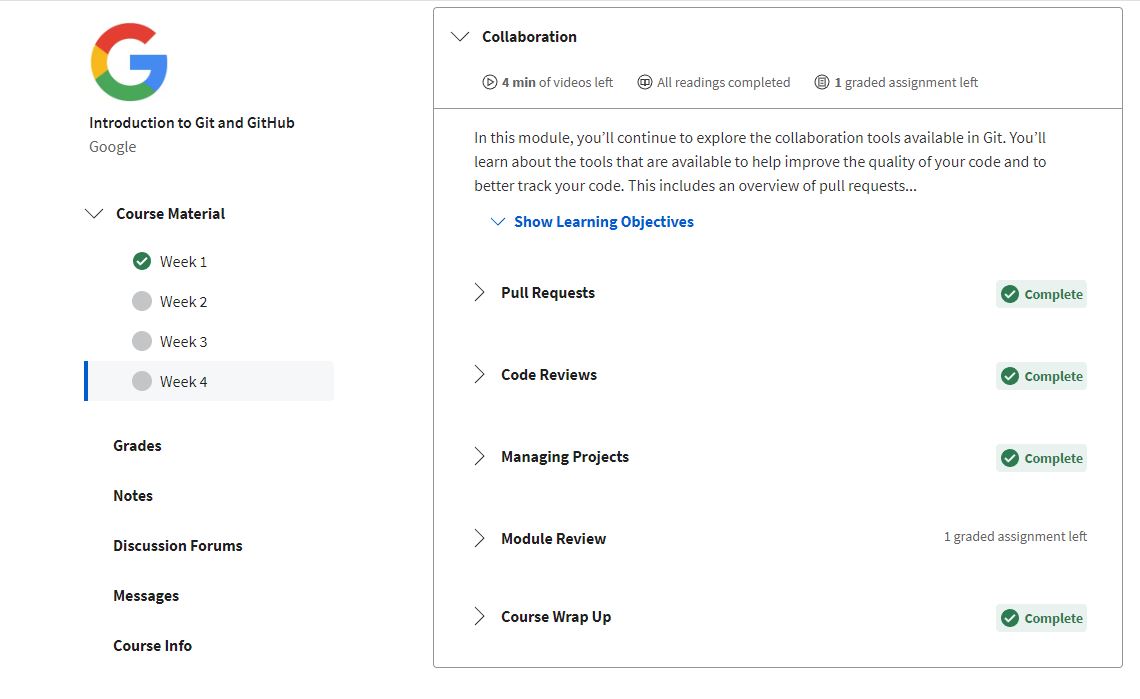 Introduction to Git and GitHub
Google
Course Material
Week 1
Week 2
Week 3
Week 4
Grades
Notes
Discussion Forums
Messages
Course Info
Collaboration
4 min of videos left All readings completed 1 graded assignment left
In this module, you’ll continue to explore the collaboration tools available in Git. You’ll
learn about the tools that are available to help improve the quality of your code and to
better track your code. This includes an overview of pull requests...
Show Learning Objectives
Pull Requests Complete
Code Reviews Complete
Managing Projects Complete
Module Review 1 graded assignment left
Course Wrap Up Complete